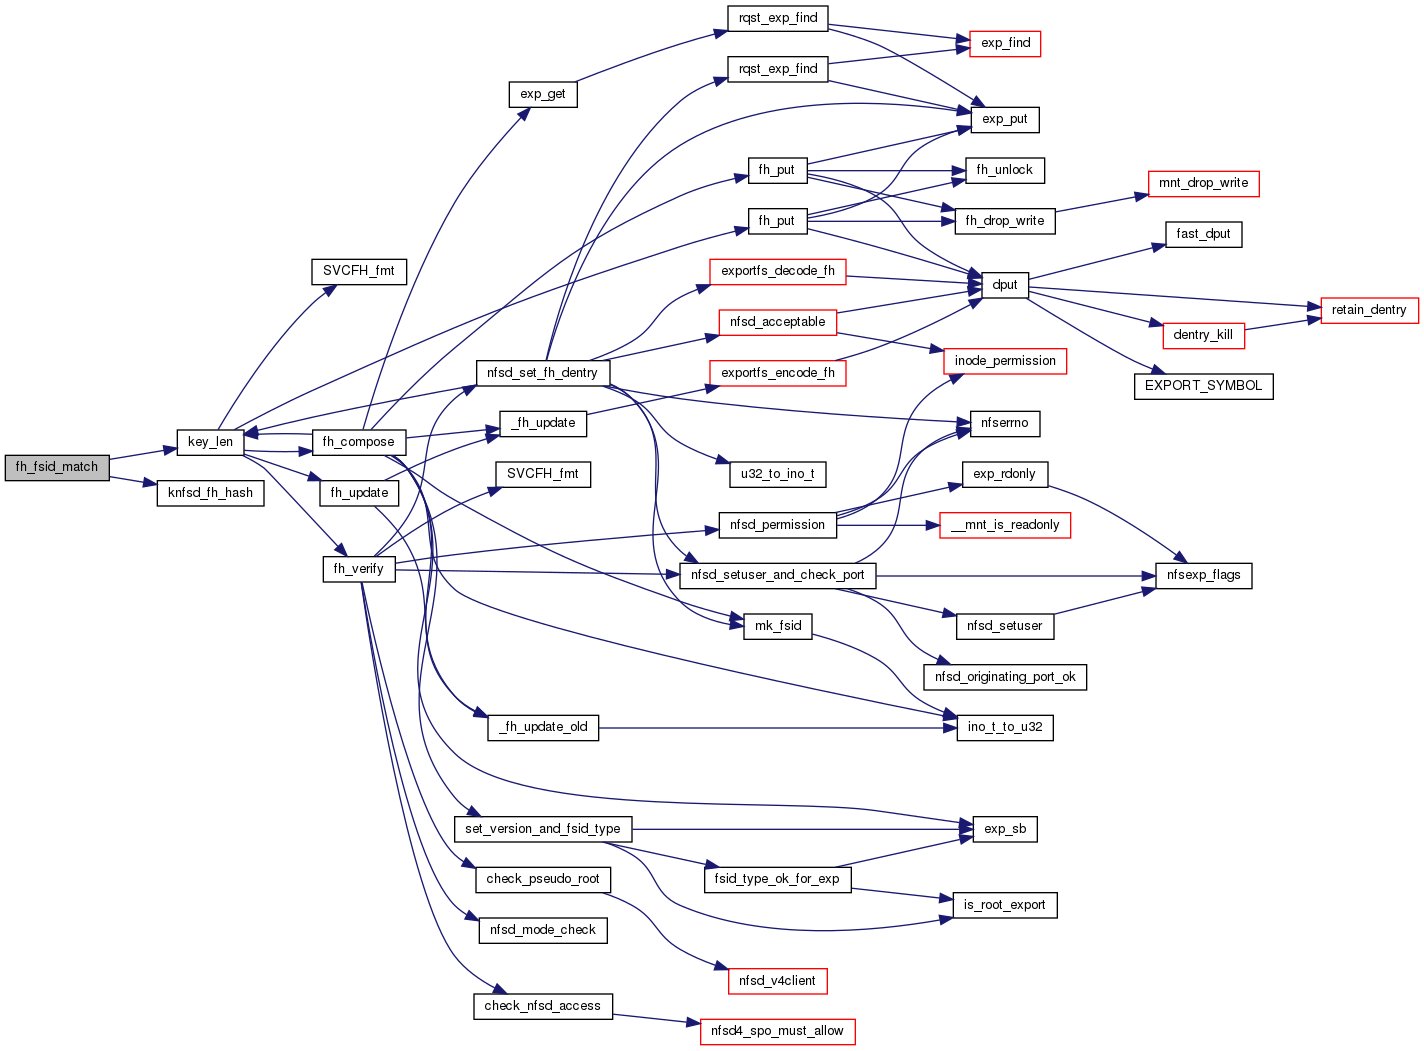 rqst_exp_find
exp_find
rqst_exp_find
exp_get
exp_put
fh_put
fh_unlock
mnt_drop_write
fh_put
fh_drop_write
fast_dput
SVCFH_fmt
exportfs_decode_fh
dput
retain_dentry
nfsd_acceptable
dentry_kill
inode_permission
nfsd_set_fh_dentry
exportfs_encode_fh
EXPORT_SYMBOL
_fh_update
nfserrno
key_len
fh_compose
fh_fsid_match
SVCFH_fmt
u32_to_ino_t
exp_rdonly
knfsd_fh_hash
fh_update
nfsd_permission
__mnt_is_readonly
fh_verify
nfsd_setuser_and_check_port
nfsexp_flags
mk_fsid
nfsd_setuser
nfsd_originating_port_ok
_fh_update_old
ino_t_to_u32
set_version_and_fsid_type
exp_sb
check_pseudo_root
fsid_type_ok_for_exp
is_root_export
nfsd_mode_check
nfsd_v4client
check_nfsd_access
nfsd4_spo_must_allow